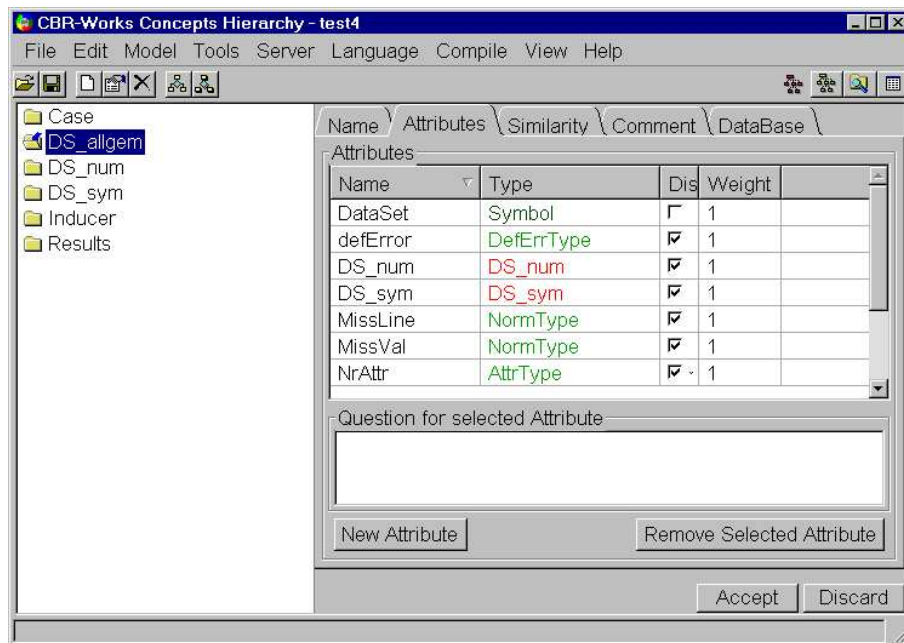 CBR-Works Concepts Hierarchy - test4
File Edit Model Tools Server Language Compile View Help
Case
DS_allgem
DS_num
DS_sym
Inducer
Results
Name Attributes Similarity Comment DataBase
Attributes
Name Type Dis Weight
DataSet Symbol 1
defError DefErrType 1
DS_num DS_num 1
DS_sym DS_sym 1
MissLine NormType 1
MissVal NormType 1
NrAttr AttrType 1
Question for selected Attribute
New Attribute Remove Selected Attribute
Accept Discard